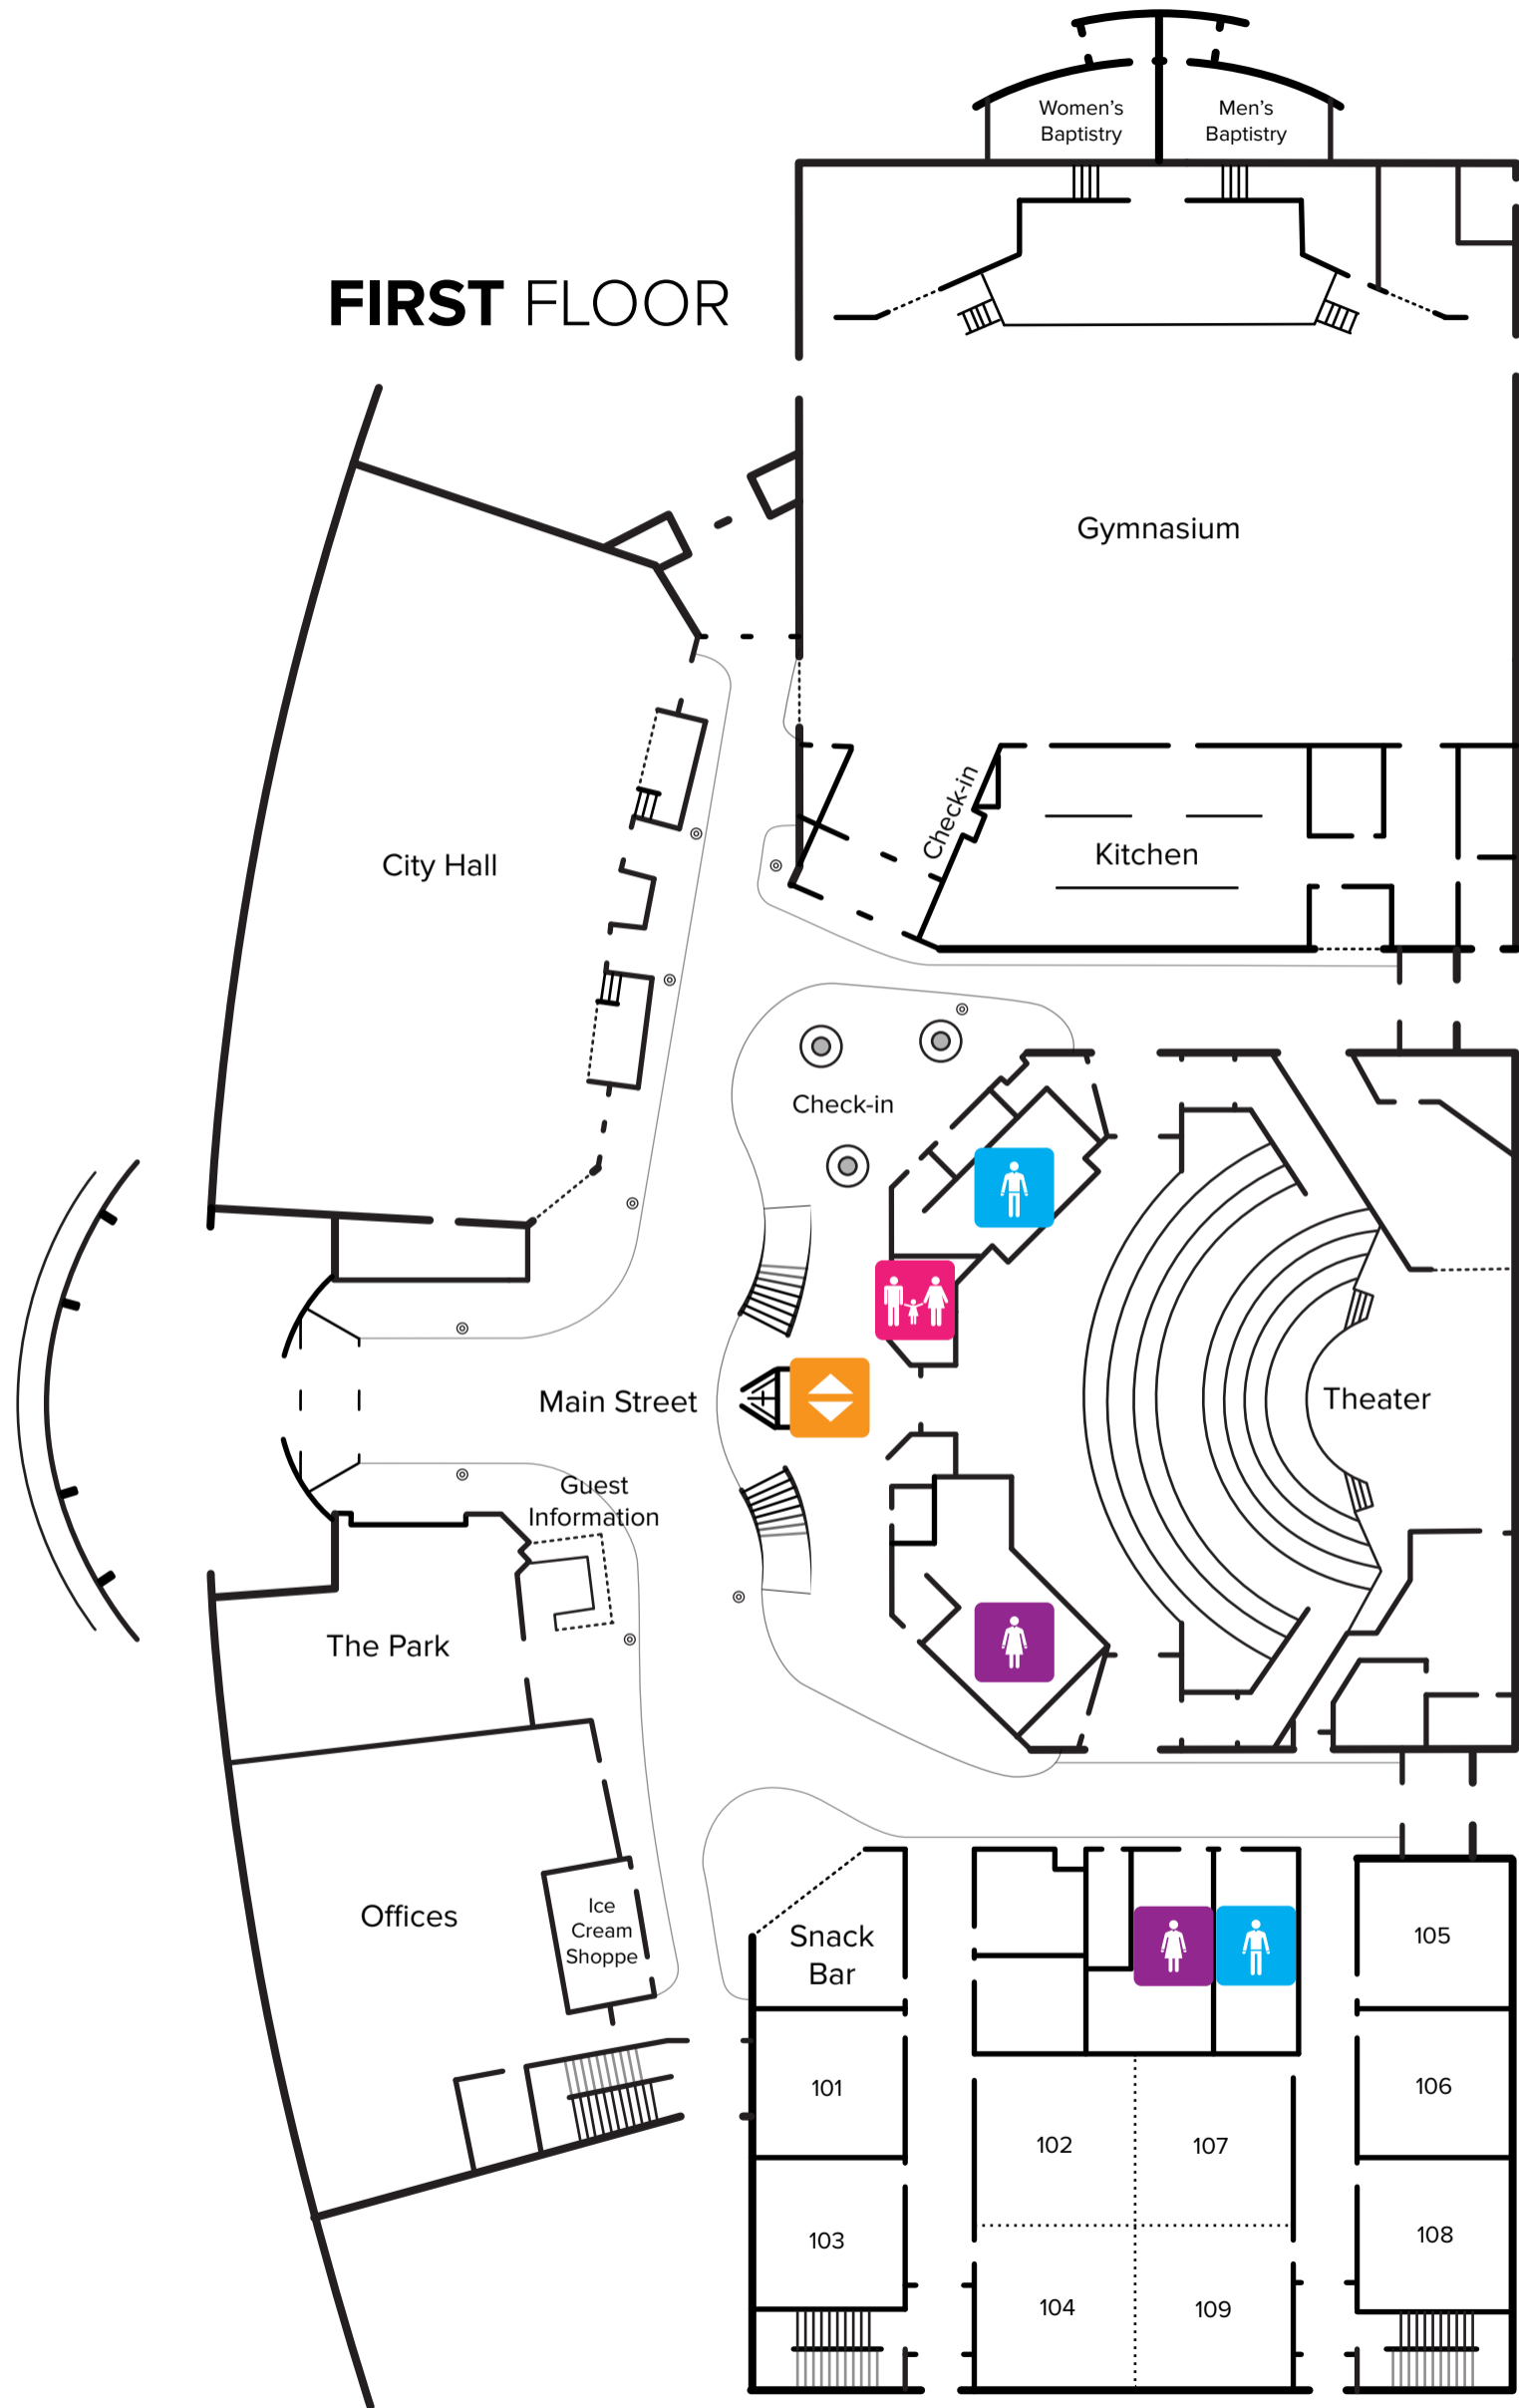 Women’s
Baptistry
Men’s
Baptistry
FIRST FLOOR
Gymnasium
Check-in
Kitchen
City Hall
Check-in
Main Street
Theater
Guest
Information
The Park
Offices
Ice
Cream
Shoppe
Snack
Bar
105
101
106
102
107
103
108
104
109